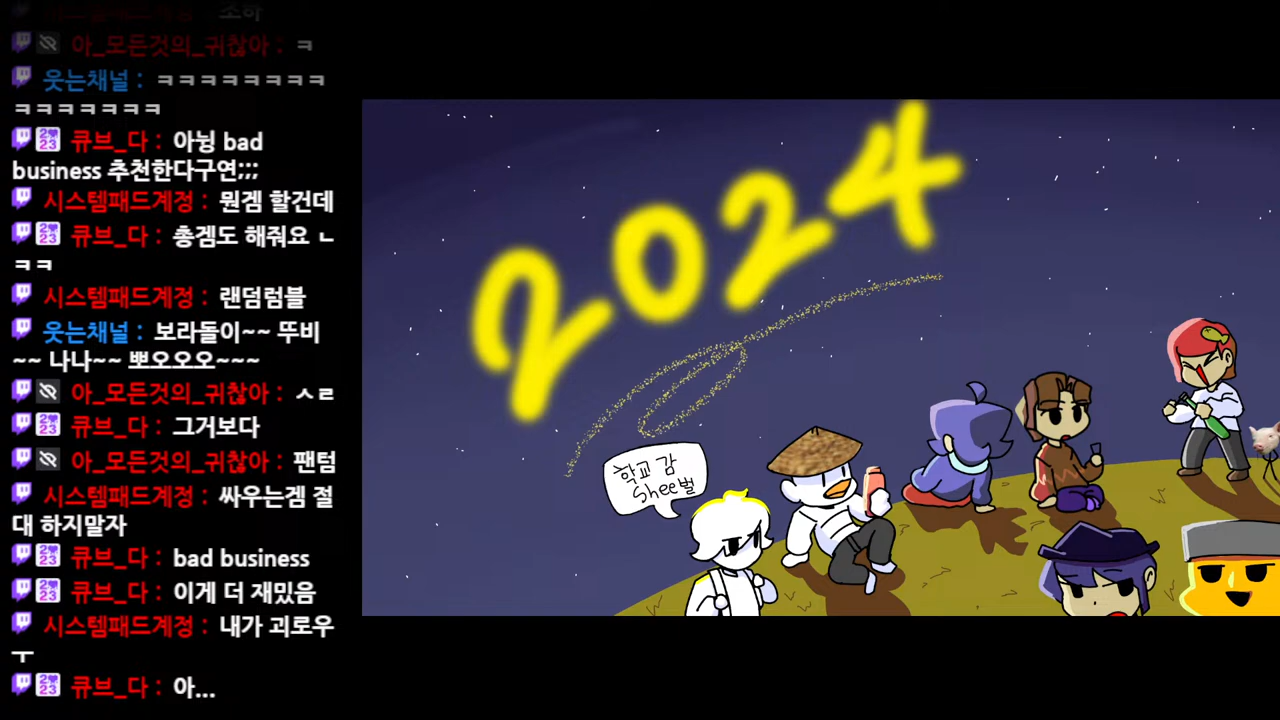 아_모든것의_귀찮아 : ㅋ
웃는채널 : ㅋㅋㅋㅋㅋㅋㅋㅋ
ㅋㅋㅋㅋㅋㅋㅋ
큐브_다 : 아뉭 bad
business 추천한다구연;;;
시스템패드계정 : 뭔겜 할건데
큐브_다 : 총겜도 해줘요 ㄴ
ㅋㅋ
시스템패드계정 : 랜덤럼블
웃는채널 : 보라돌이~~ 뚜비
~~ 나나~~ 뽀오오오~~~
아_모든것의_귀찮아 : ㅅㄹ
큐브_다 : 그거보다
아_모든것의_귀찮아 : 팬텀
시스템패드계정 : 싸우는겜 절
대 하지말자
큐브_다 : bad business
큐브_다 : 이게 더 재밌음
시스템패드계정 : 내가 괴로우
ㅜ
큐브_다 : 아...
2024
학교 감
Shee벌